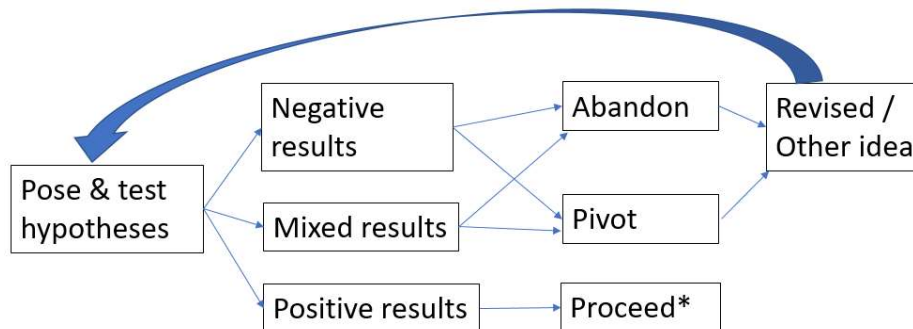 Pose & test
hypotheses
Negative
results
Mixed results
Positive results
Abandon
Pivot
Proceed*
Revised /
Other idea